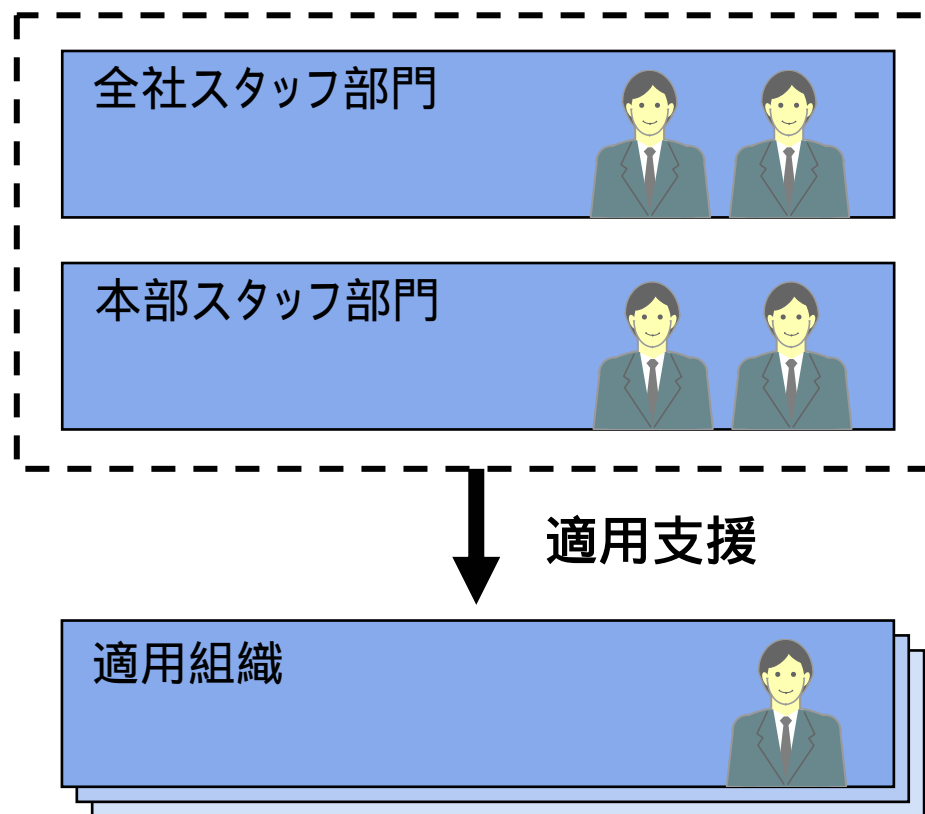 全社スタッフ部門
本部スタッフ部門
適用支援
適用組織